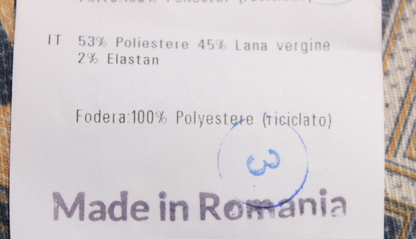 IT 53% Poliestere 45% Lana vergine
2% Elastan
Fodera:100% Polyestere (riciclato)
3
Made in Romania